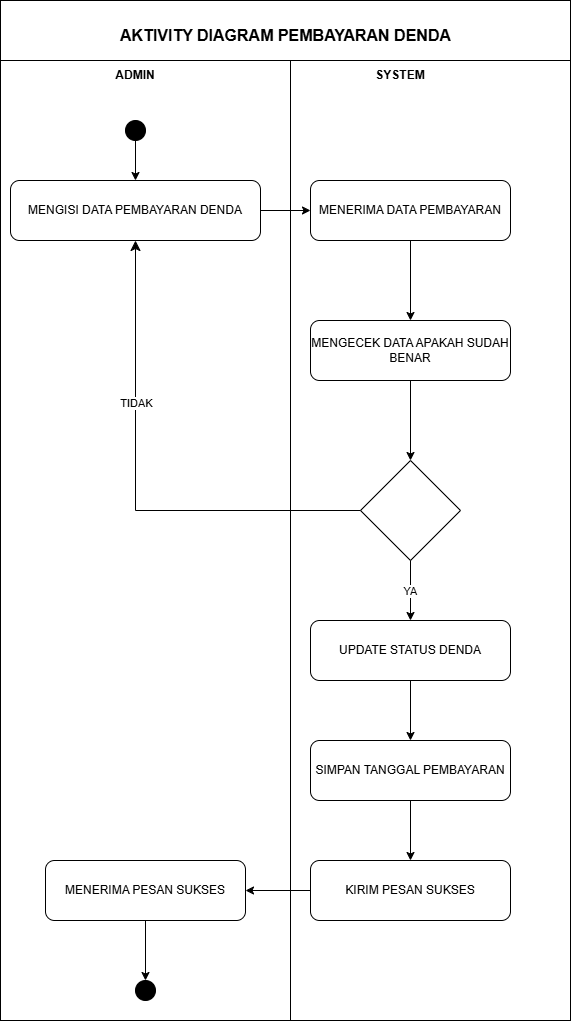 AKTIVITY DIAGRAM PEMBAYARAN DENDA
ADMIN
SYSTEM
MENGISI DATA PEMBAYARAN DENDA
MENERIMA DATA PEMBAYARAN
MENGECEK DATA APAKAH SUDAH
BENAR
TIDAK
YA
UPDATE STATUS DENDA
SIMPAN TANGGAL PEMBAYARAN
MENERIMA PESAN SUKSES
KIRIM PESAN SUKSES